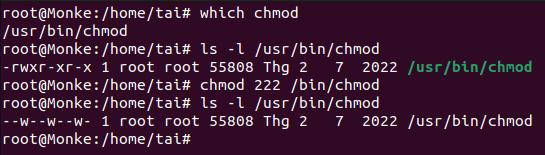 root@Monke:/home/tai# which chmod
/usr/bin/chmod
root@Monke:/home/tai# ls -l /usr/bin/chmod
-rwxr-xr-x 1 root root 55808 Thg 2   7  2022 /usr/bin/chmod
root@Monke:/home/tai# chmod 222 /bin/chmod
root@Monke:/home/tai# ls -l /usr/bin/chmod
--w--w--w- 1 root root 55808 Thg 2   7  2022 /usr/bin/chmod
root@Monke:/home/tai#